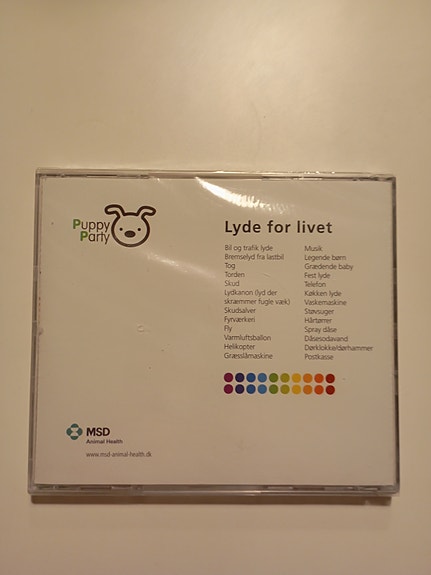 Puppy
Party
Lyde for livet
Bil og trafik lyde
Bremselyd fra lastbil
Tog
Torden
Skud
Lydkanon (lyd der
skræmmer fugle væk)
Skudsalver
Fyrværkeri
Fly
Varmluftsballon
Helikopter
Græsslåmaskine
Musik
Legende børn
Grædende baby
Fest lyde
Telefon
Køkken lyde
Vaskemaskine
Støvsuger
Hårtørrer
Spray dåse
Dåsesodavand
Dørklokke/dørhammer
Postkasse
MSD
Animal Health
www.msd-animal-health.dk